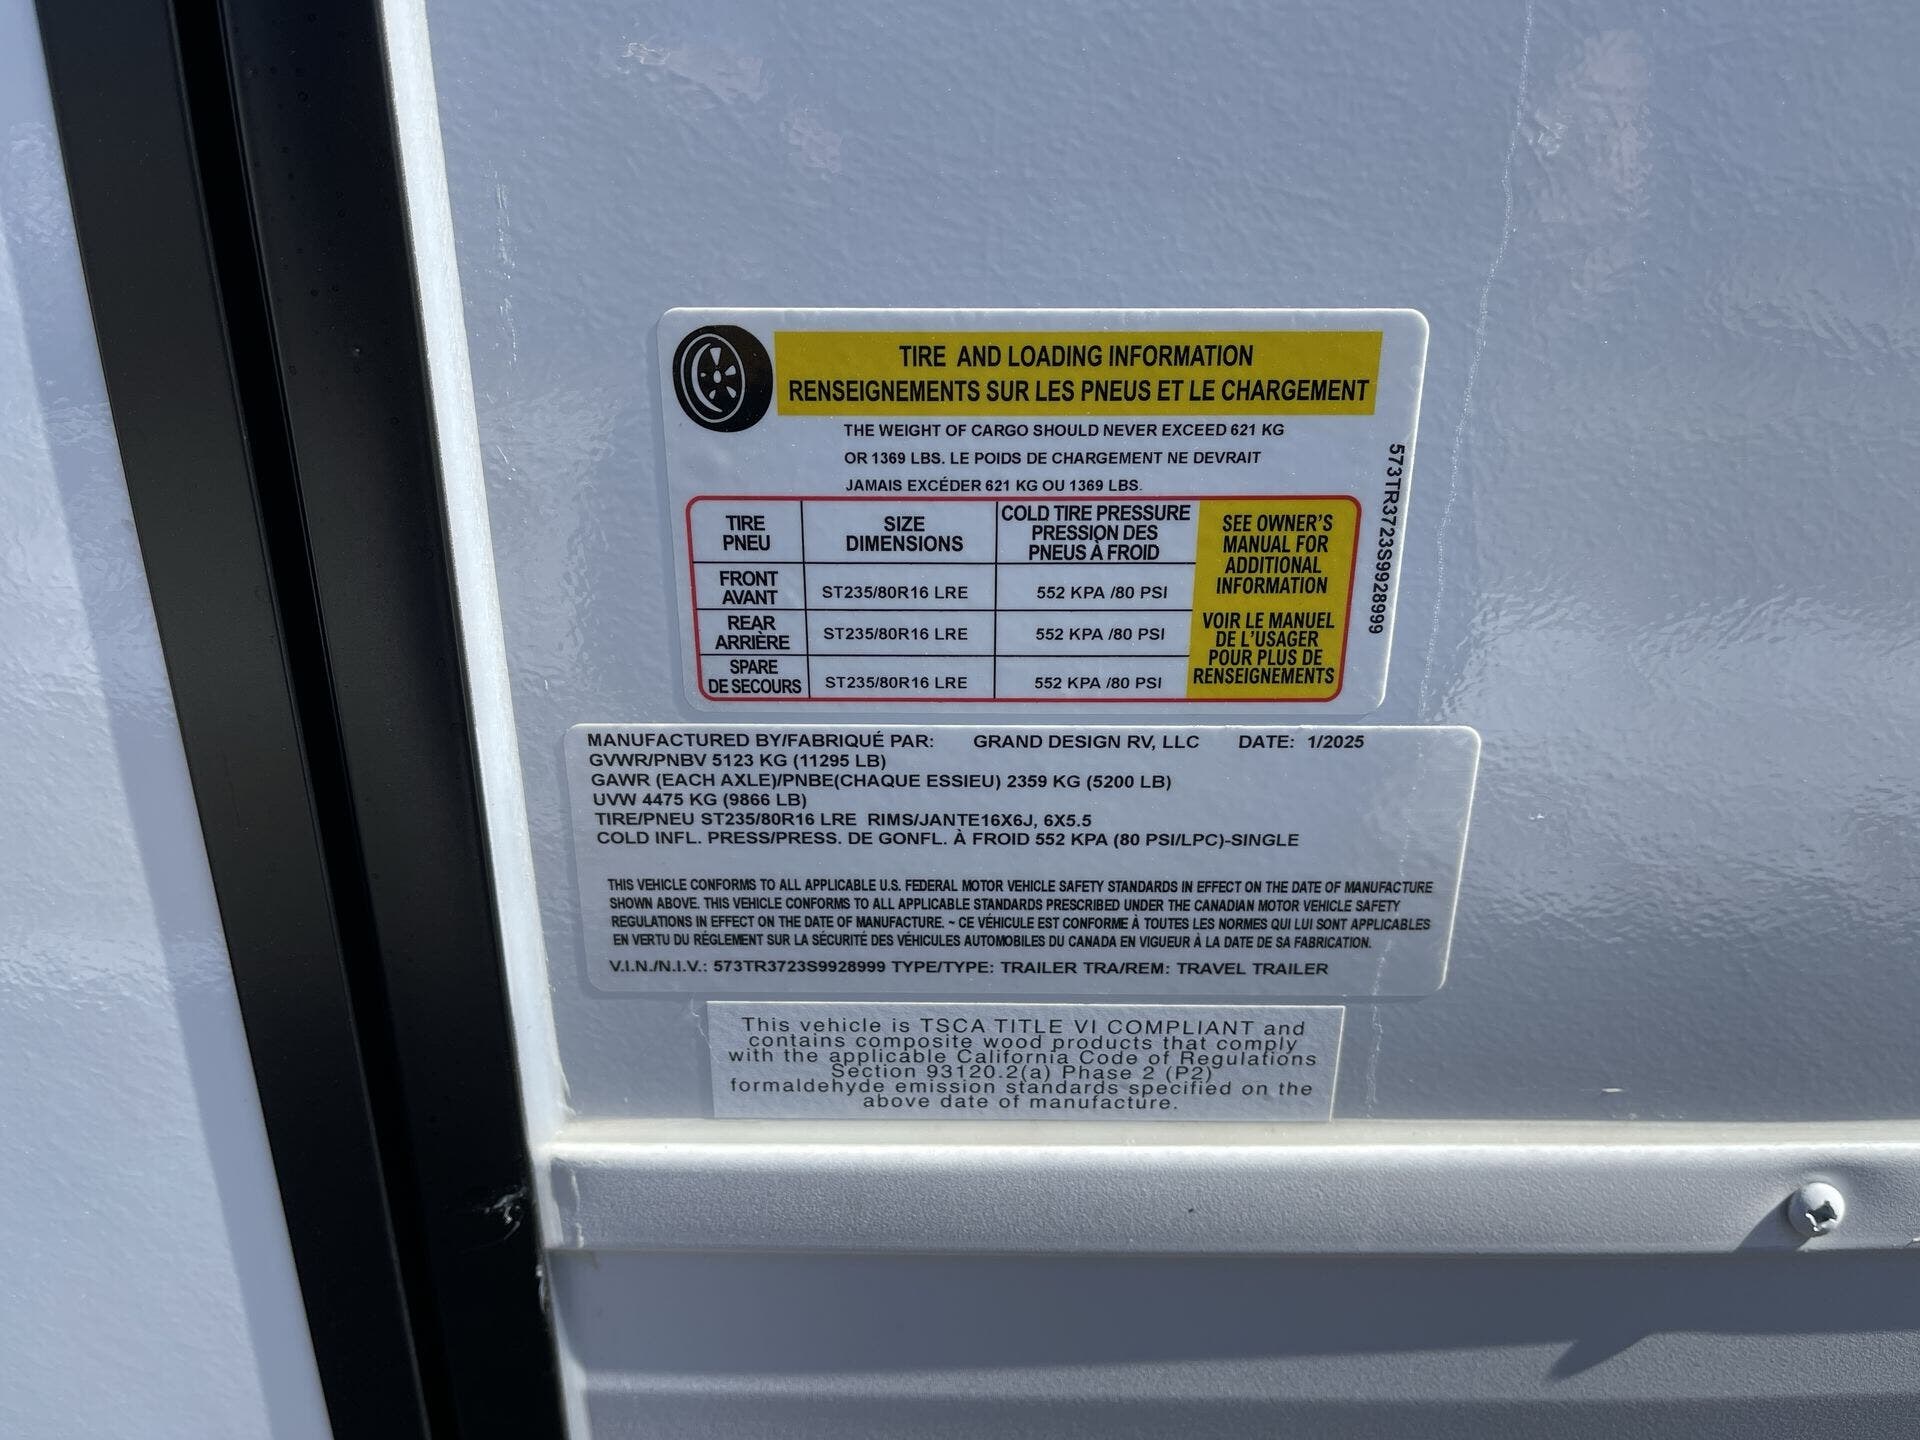 TIRE AND LOADING INFORMATION
RENSEIGNEMENTS SUR LES PNEUS ET LE CHARGEMENT
THE WEIGHT OF CARGO SHOULD NEVER EXCEED 621 KG
OR 1369 LBS. LE POIDS DE CHARGEMENT NE DEVRAIT
JAMAIS EXCÉDER 621 KG OU 1369 LBS.
TIRE
PNEU
SIZE
DIMENSIONS
COLD TIRE PRESSURE
PRESSION DES
PNEUS À FROID
FRONT
AVANT
ST235/80R16 LRE
552 KPA /80 PSI
REAR
ARRIÈRE
ST235/80R16 LRE
552 KPA /80 PSI
SPARE
DE SECOURS
ST235/80R16 LRE
552 KPA /80 PSI
SEE OWNER'S
MANUAL FOR
ADDITIONAL
INFORMATION
VOIR LE MANUEL
DE L'USAGER
POUR PLUS DE
RENSEIGNEMENTS
573TR3723S9928999
MANUFACTURED BY/FABRIQUÉ PAR: GRAND DESIGN RV, LLC DATE: 1/2025
GVWR/PNBV 5123 KG (11295 LB)
GAWR (EACH AXLE)/PNBE(CHAQUE ESSIEU) 2359 KG (5200 LB)
UVW 4475 KG (9866 LB)
TIRE/PNEU ST235/80R16 LRE RIMS/JANTE16X6J, 6X5.5
COLD INFL. PRESS/PRESS. DE GONFL. À FROID 552 KPA (80 PSI/LPC)-SINGLE
THIS VEHICLE CONFORMS TO ALL APPLICABLE U.S. FEDERAL MOTOR VEHICLE SAFETY STANDARDS IN EFFECT ON THE DATE OF MANUFACTURE
SHOWN ABOVE. THIS VEHICLE CONFORMS TO ALL APPLICABLE STANDARDS PRESCRIBED UNDER THE CANADIAN MOTOR VEHICLE SAFETY
REGULATIONS IN EFFECT ON THE DATE OF MANUFACTURE. ~ CE VÉHICULE EST CONFORME À TOUTES LES NORMES QUI LUI SONT APPLICABLES
EN VERTU DU RÉGLEMENT SUR LA SÉCURITÉ DES VÉHICULES AUTOMOBILES DU CANADA EN VIGUEUR À LA DATE DE SA FABRICATION.
V.I.N./N.I.V.: 573TR3723S9928999 TYPE/TYPE: TRAILER TRA/REM: TRAVEL TRAILER
This vehicle is TSCA TITLE VI COMPLIANT and
contains composite wood products that comply
with the applicable California Code of Regulations
Section 93120.2(a) Phase 2 (P2)
formaldehyde emission standards specified on the
above date of manufacture.